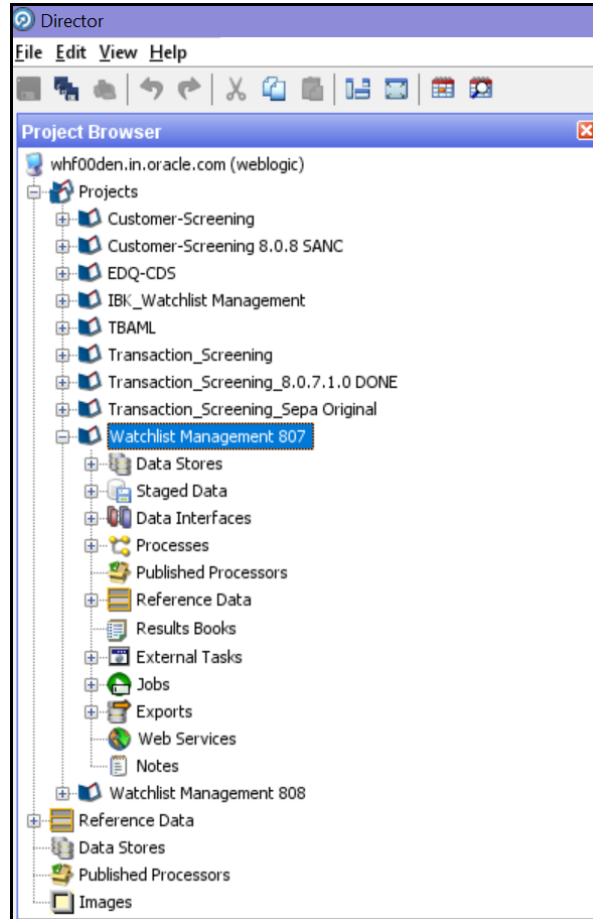 Director
File Edit View Help
Project Browser
whf00den.in.oracle.com (weblogic)
Projects
Customer-Screening
Customer-Screening 8.0.8 SANC
EDQ-CDS
IBK_Watchlist Management
TBAML
Transaction_Screening
Transaction_Screening_8.0.7.1.0 DONE
Transaction_Screening_Sepa Original
Watchlist Management 807
Data Stores
Staged Data
Data Interfaces
Processes
Published Processors
Reference Data
Results Books
External Tasks
Jobs
Exports
Web Services
Notes
Watchlist Management 808
Reference Data
Data Stores
Published Processors
Images